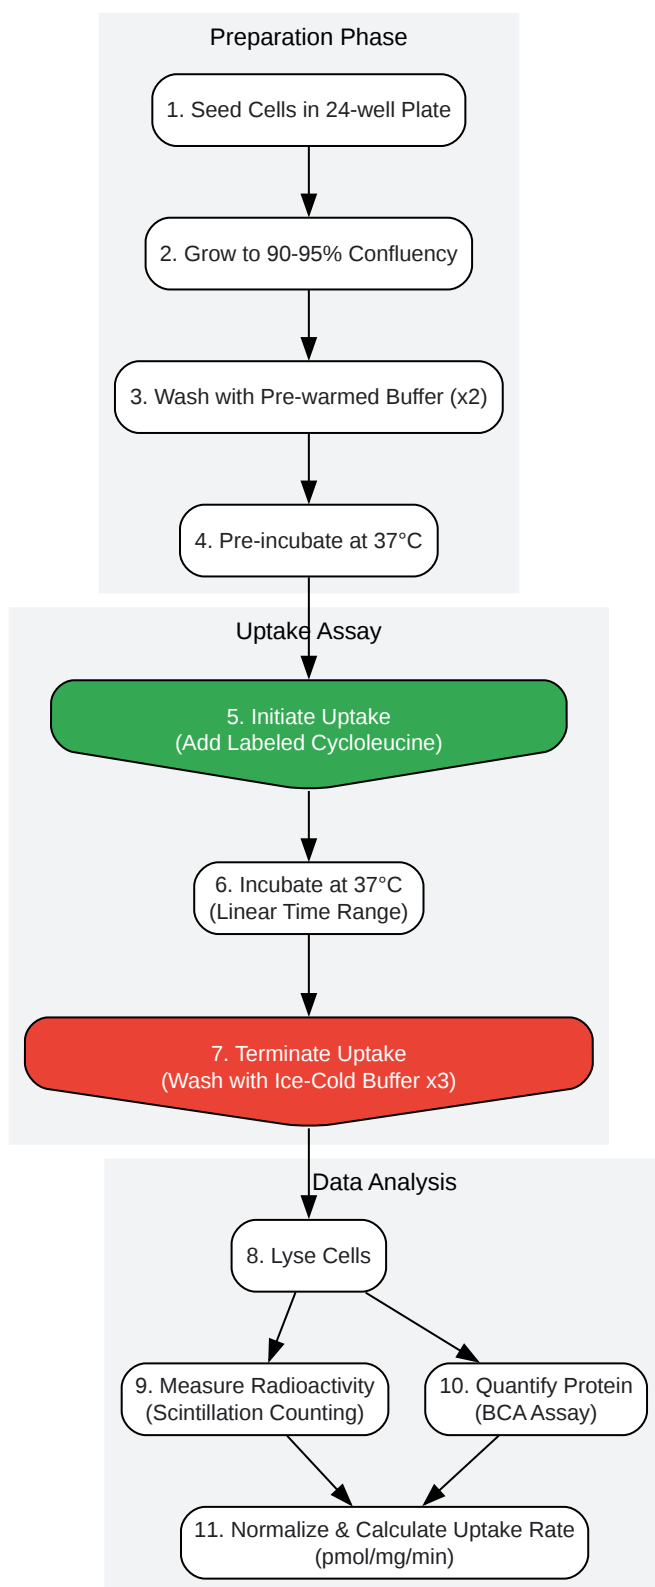 Preparation Phase
1. Seed Cells in 24-well Plate
2. Grow to 90-95% Confluency
3. Wash with Pre-warmed Buffer (x2)
4. Pre-incubate at 37°C
Uptake Assay
5. Initiate Uptake
(Add Labeled Cycloleucine)
6. Incubate at 37°C
(Linear Time Range)
7. Terminate Uptake
(Wash with Ice-Cold Buffer x3)
Data Analysis
8. Lyse Cells
9. Measure Radioactivity
(Scintillation Counting)
10. Quantify Protein
(BCA Assay)
11. Normalize & Calculate Uptake Rate
(pmol/mg/min)